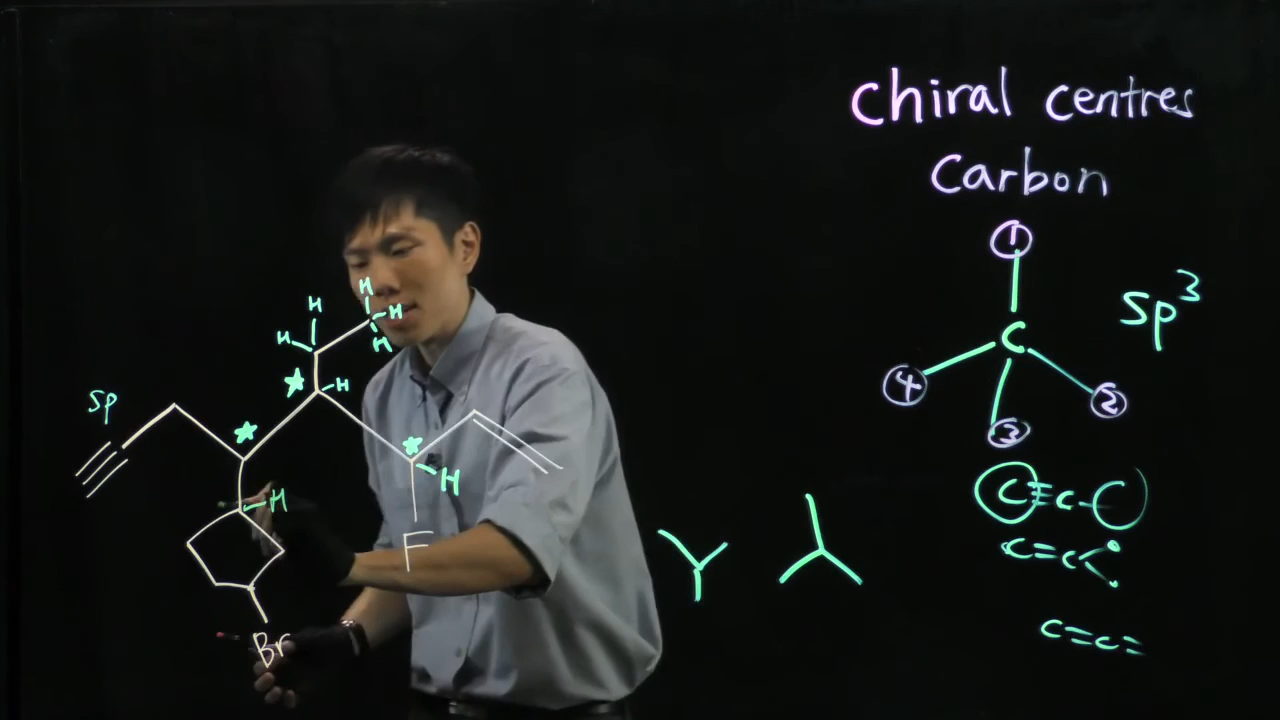 chiral centres
carbon
1
C
sp³
4
2
3
C≡C-C
C=C
C=C=
H
H
H
H
H
H
sp
H
H
F
Br